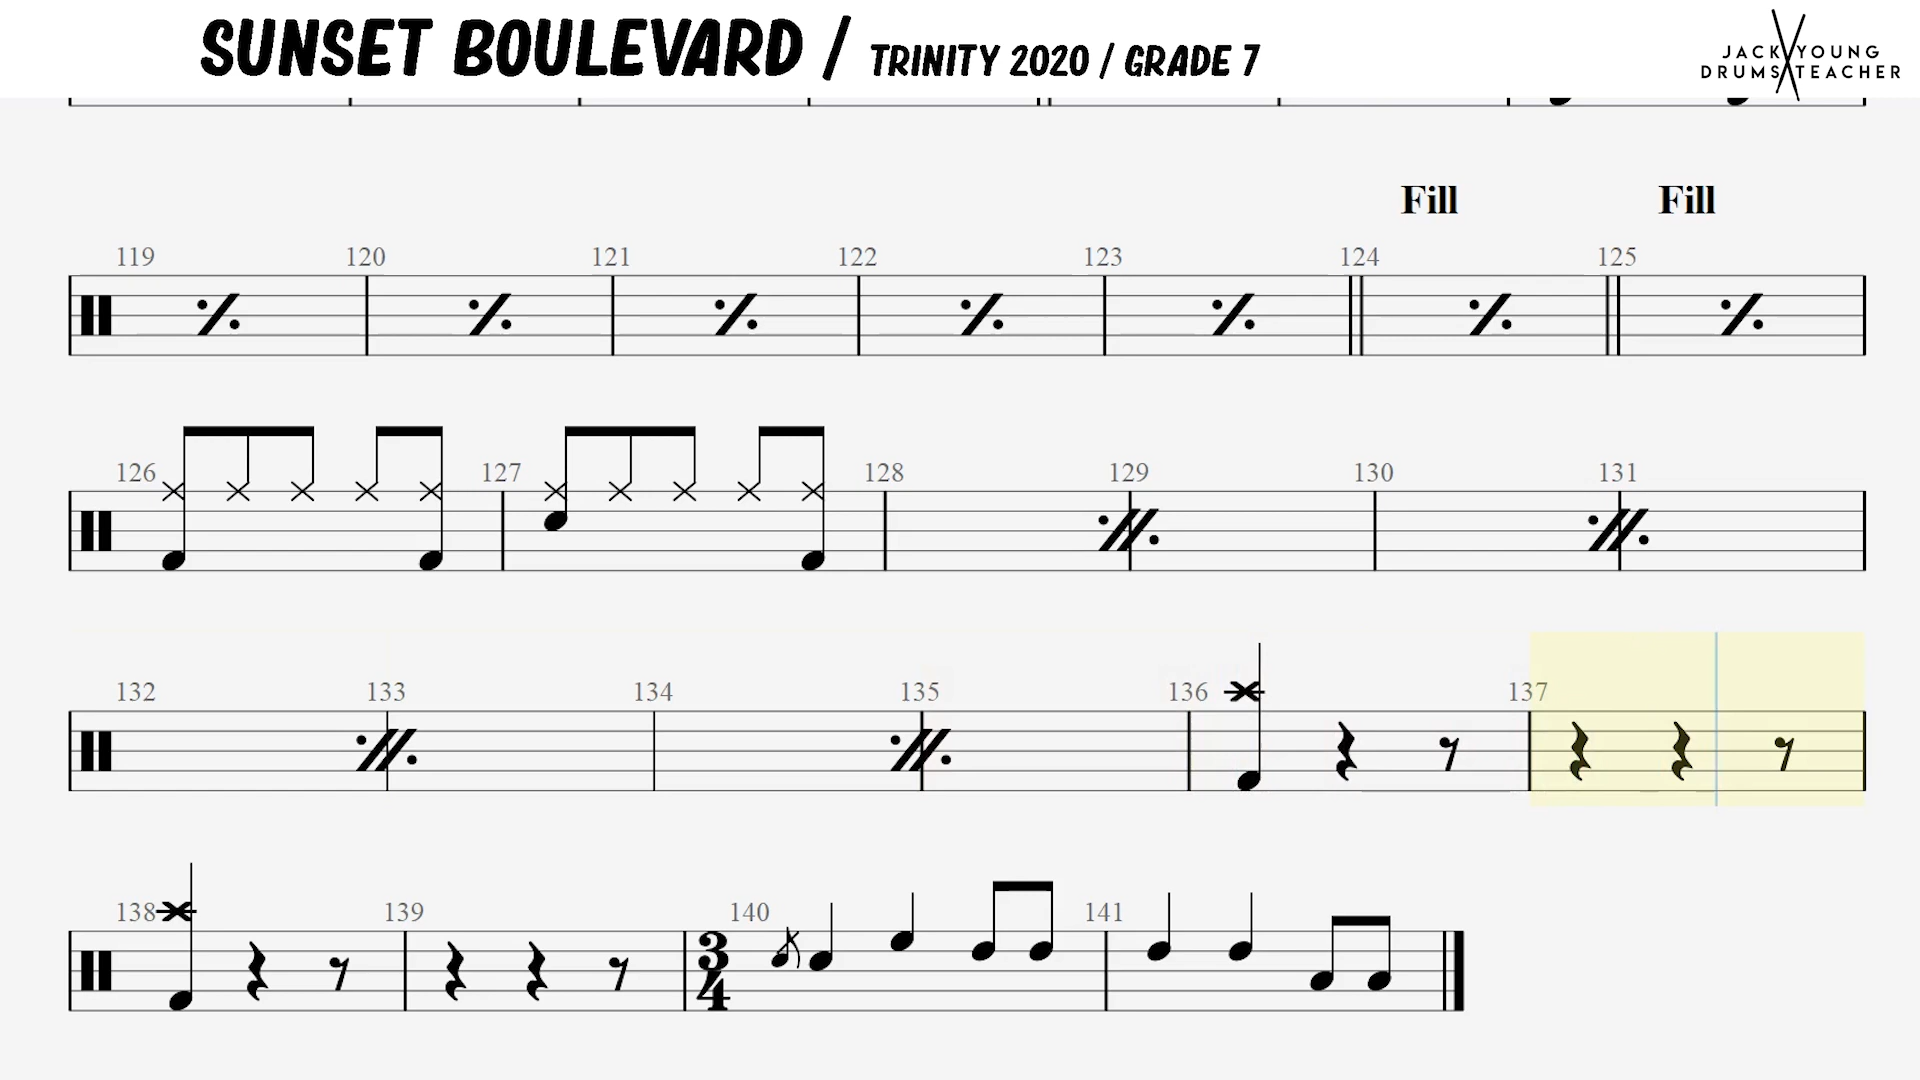 SUNSET BOULEVARD / TRINITY 2020 / GRADE 7
JACK YOUNG
DRUMS TEACHER
Fill Fill
119 120 121 122 123 124 125
126 127 128 129 130 131
132 133 134 135 136 137
138 139 140 141
3
4